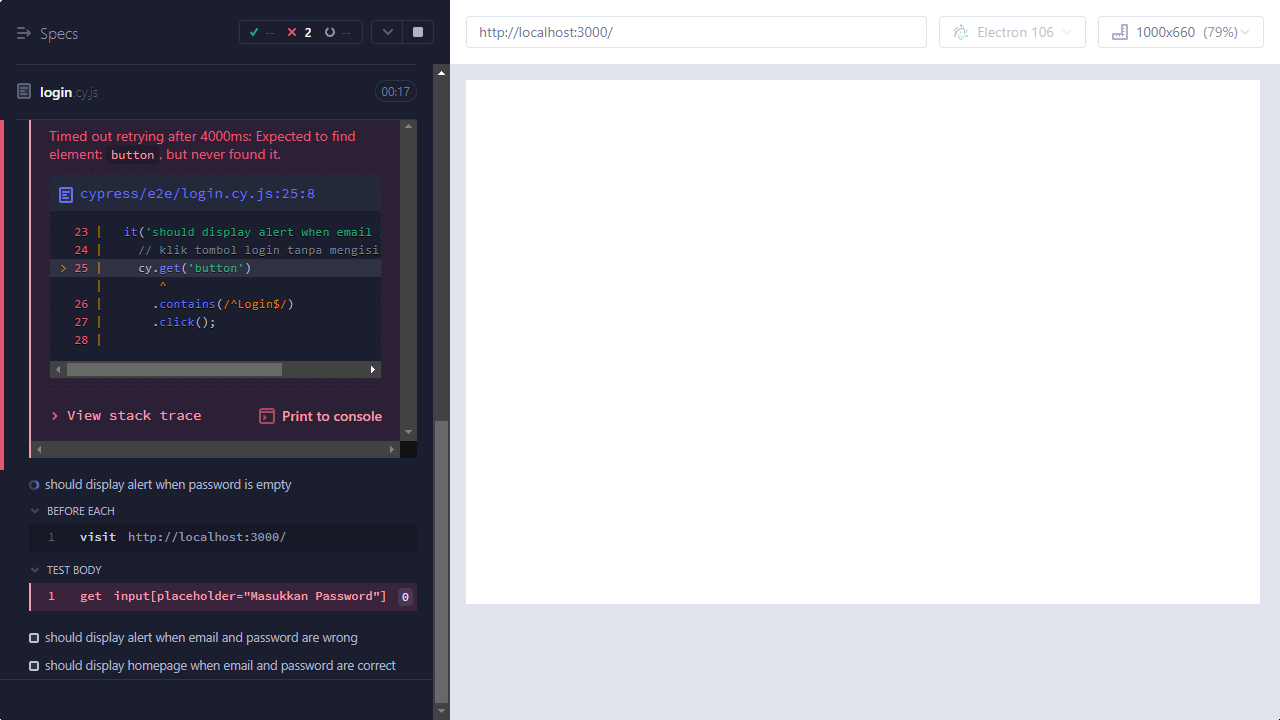 Specs
-- 2 --
http://localhost:3000/
Electron 106
1000x660 (79%)
login.cy.js
00:17
Timed out retrying after 4000ms: Expected to find
element: button, but never found it.
cypress/e2e/login.cy.js:25:8
23 | it('should display alert when email
24 | // klik tombol login tanpa mengisi
> 25 | cy.get('button')
| ^
26 | .contains(/^Login$/)
27 | .click();
28 |
> View stack trace
Print to console
should display alert when password is empty
BEFORE EACH
1 visit http://localhost:3000/
TEST BODY
1 get input[placeholder="Masukkan Password"] 0
should display alert when email and password are wrong
should display homepage when email and password are correct